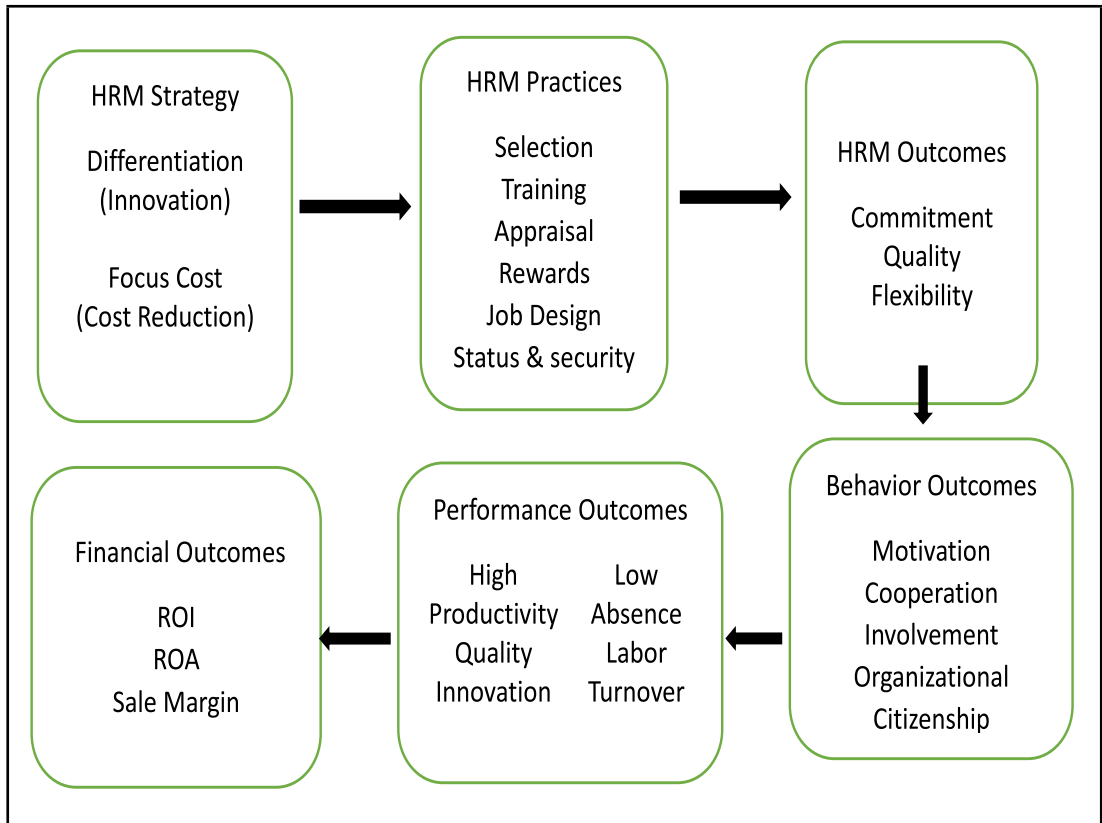 HRM Strategy
Differentiation
(Innovation)
Focus Cost
(Cost Reduction)
HRM Practices
Selection
Training
Appraisal
Rewards
Job Design
Status & security
HRM Outcomes
Commitment
Quality
Flexibility
Behavior Outcomes
Motivation
Cooperation
Involvement
Organizational
Citizenship
Performance Outcomes
High
Productivity
Quality
Innovation
Low
Absence
Labor
Turnover
Financial Outcomes
ROI
ROA
Sale Margin